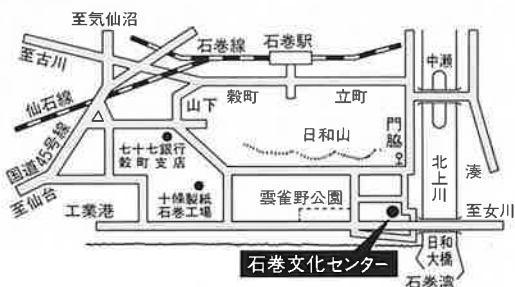 至気仙沼
至古川
石巻線
石巻駅
中瀬
仙石線
山下
穀町
立町
国道45号線
七十七銀行
穀町支店
日和山
門脇
北上川
湊
至仙台
十條製紙
石巻工場
雲雀野公園
工業港
至女川
石巻文化センター
日和
大橋
石巻湾